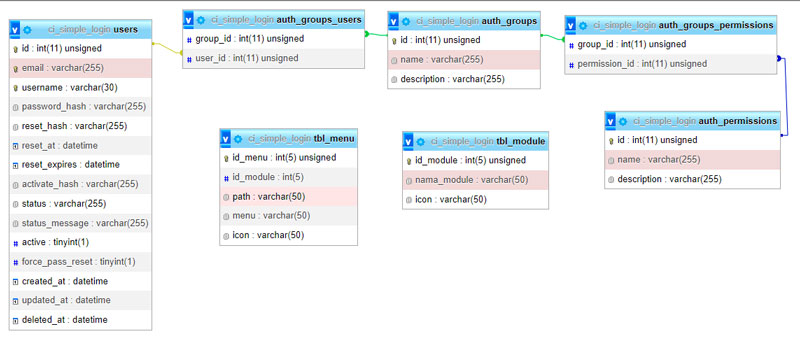 ci_simple_login users
id : int(11) unsigned
email : varchar(255)
username : varchar(30)
password_hash : varchar(255)
reset_hash : varchar(255)
reset_at : datetime
reset_expires : datetime
activate_hash : varchar(255)
status : varchar(255)
status_message : varchar(255)
active : tinyint(1)
force_pass_reset : tinyint(1)
created_at : datetime
updated_at : datetime
deleted_at : datetime
ci_simple_login auth_groups_users
group_id : int(11) unsigned
user_id : int(11) unsigned
ci_simple_login auth_groups
id : int(11) unsigned
name : varchar(255)
description : varchar(255)
ci_simple_login auth_groups_permissions
group_id : int(11) unsigned
permission_id : int(11) unsigned
ci_simple_login tbl_menu
id_menu : int(5) unsigned
id_module : int(5)
path : varchar(50)
menu : varchar(50)
icon : varchar(50)
ci_simple_login tbl_module
id_module : int(5) unsigned
nama_module : varchar(50)
icon : varchar(50)
ci_simple_login auth_permissions
id : int(11) unsigned
name : varchar(255)
description : varchar(255)